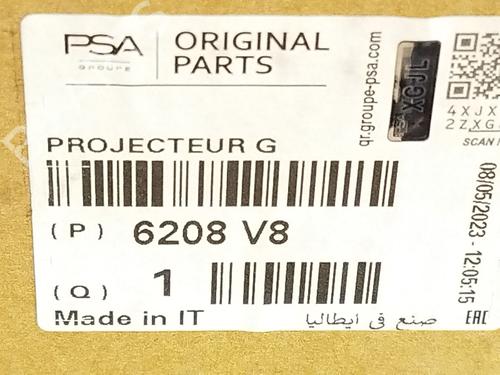 PSA
GROUPE
ORIGINAL
PARTS
PROJECTEUR G
(P) 6208 V8
(Q) 1
Made in IT
صنع في ايطاليا
qr.groupe-psa.com
XGJL
SCAN
08/05/2023 - 12:05:15
EAC